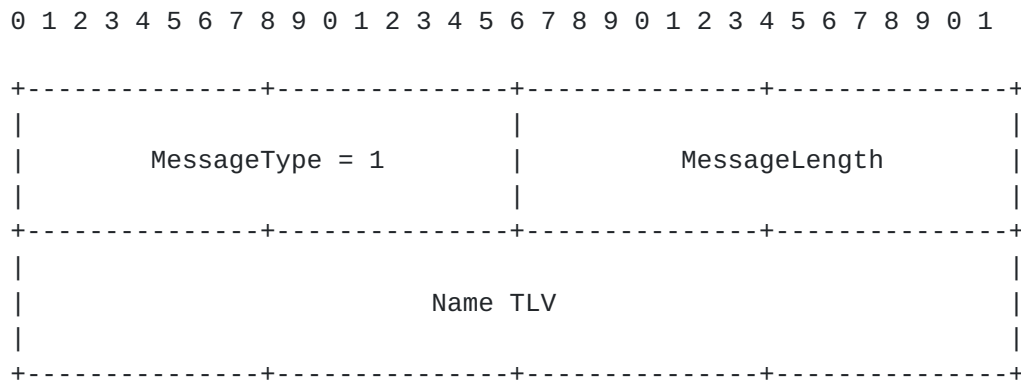 0 1 2 3 4 5 6 7 8 9 0 1 2 3 4 5 6 7 8 9 0 1 2 3 4 5 6 7 8 9 0 1
+---------------+---------------+---------------+---------------+
|                               |                               |
|        MessageType = 1        |          MessageLength        |
|                               |                               |
+---------------+---------------+---------------+---------------+
|                                                               |
|                          Name TLV                             |
|                                                               |
+---------------+---------------+---------------+---------------+